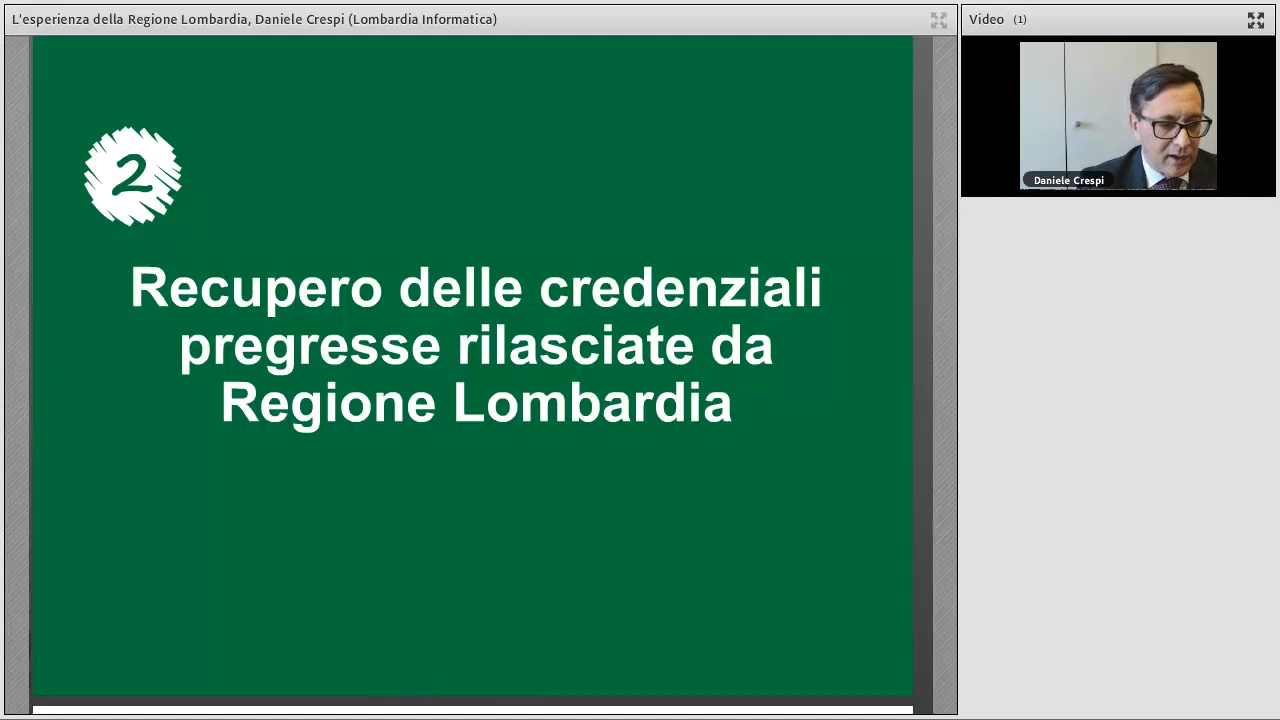 L'esperienza della Regione Lombardia, Daniele Crespi (Lombardia Informatica)
Video (1)
Daniele Crespi
2
Recupero delle credenziali
pregresse rilasciate da
Regione Lombardia